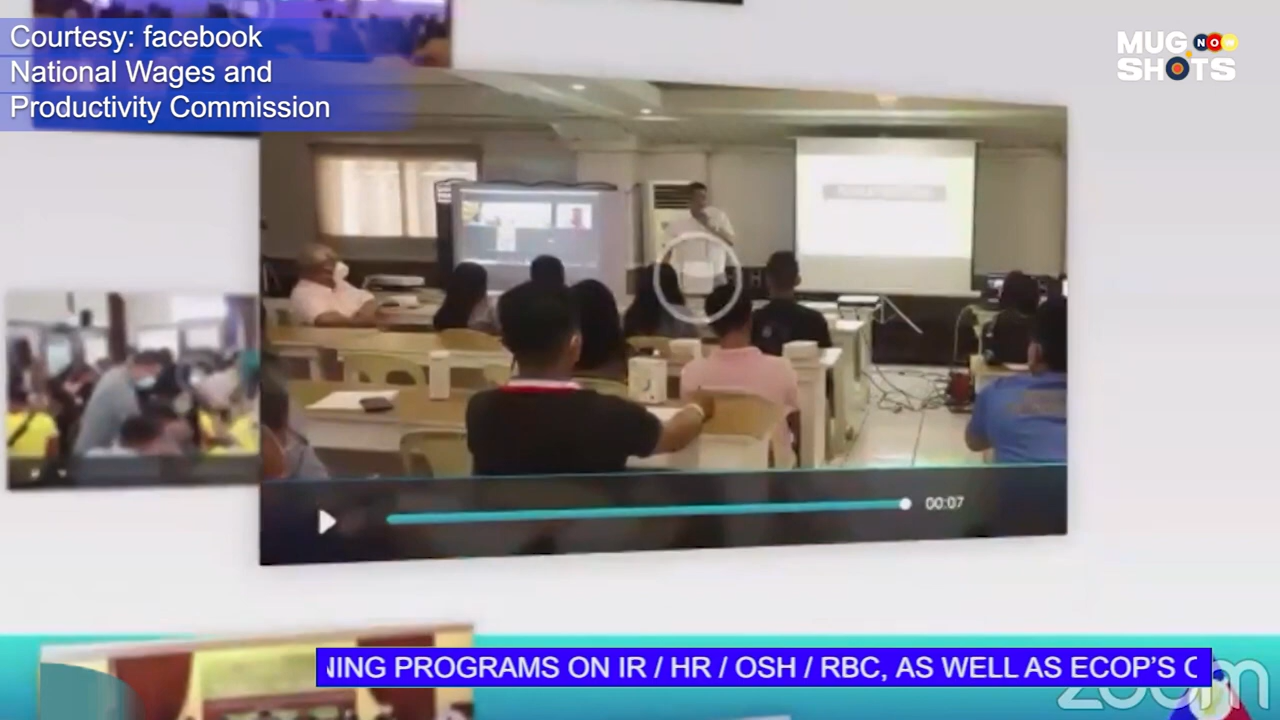 Courtesy: facebook
National Wages and
Productivity Commission
MUG NOW
SHOTS
00:07
NING PROGRAMS ON IR / HR / OSH / RBC, AS WELL AS ECOP'S
zoom